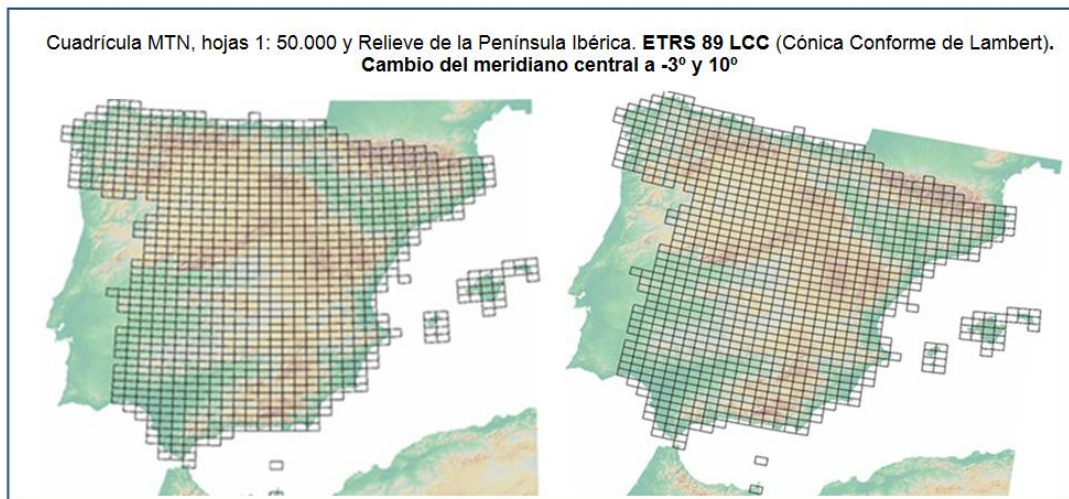 Cuadrícula MTN, hojas 1: 50.000 y Relieve de la Península Ibérica. ETRS 89 LCC (Cónica Conforme de Lambert).
Cambio del meridiano central a -3º y 10º